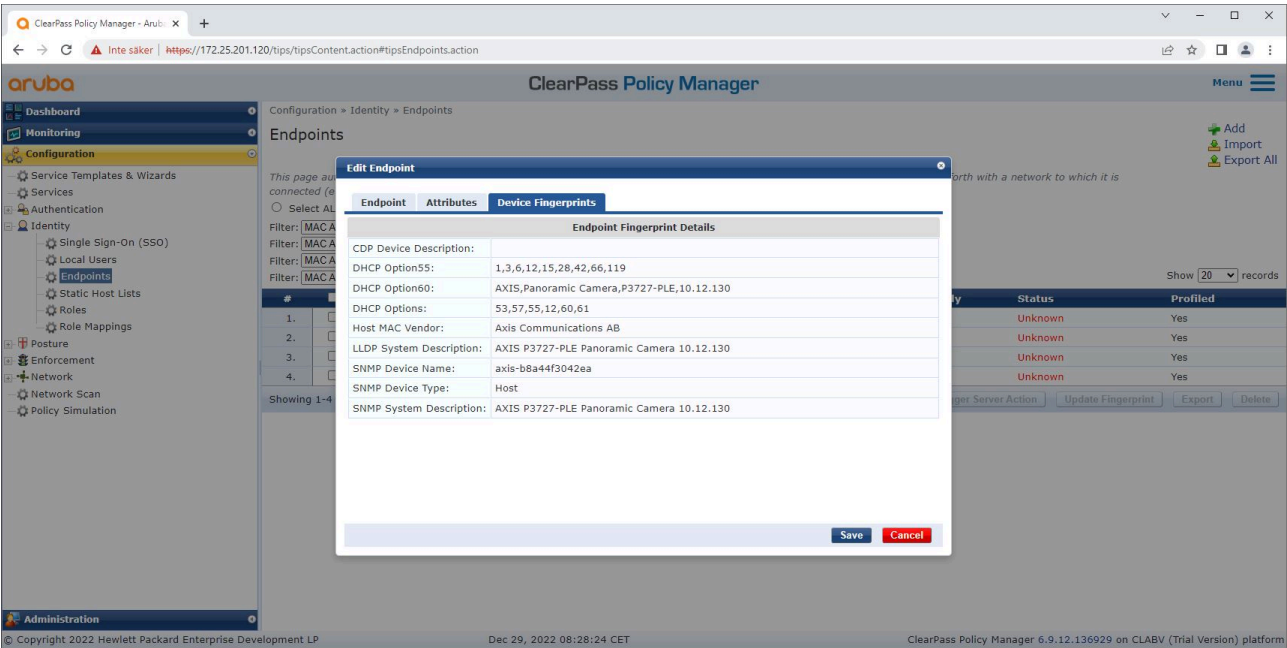 ClearPass Policy Manager - Arub
Inte säker | https://172.25.201.120/tips/tipsContent.action#tipsEndpoints.action
aruba
ClearPass Policy Manager
Menu
Dashboard
Monitoring
Configuration
Service Templates & Wizards
Services
Authentication
Identity
Single Sign-On (SSO)
Local Users
Endpoints
Static Host Lists
Roles
Role Mappings
Posture
Enforcement
Network
Network Scan
Policy Simulation
Administration
Configuration » Identity » Endpoints
Endpoints
Add
Import
Export All
This page au
orth with a network to which it is
connected (e
Select AL
Filter: MAC A
Filter: MAC A
Filter: MAC A
Filter: MAC A
Show 20 records
# ly Status Profiled
1. Unknown Yes
2. Unknown Yes
3. Unknown Yes
4. Unknown Yes
Showing 1-4
ger Server Action Update Fingerprint Export Delete
Edit Endpoint
Endpoint Attributes Device Fingerprints
Endpoint Fingerprint Details
CDP Device Description:
DHCP Option55: 1,3,6,12,15,28,42,66,119
DHCP Option60: AXIS,Panoramic Camera,P3727-PLE,10.12.130
DHCP Options: 53,57,55,12,60,61
Host MAC Vendor: Axis Communications AB
LLDP System Description: AXIS P3727-PLE Panoramic Camera 10.12.130
SNMP Device Name: axis-b8a44f3042ea
SNMP Device Type: Host
SNMP System Description: AXIS P3727-PLE Panoramic Camera 10.12.130
Save Cancel
© Copyright 2022 Hewlett Packard Enterprise Development LP
Dec 29, 2022 08:28:24 CET
ClearPass Policy Manager 6.9.12.136929 on CLABV (Trial Version) platform